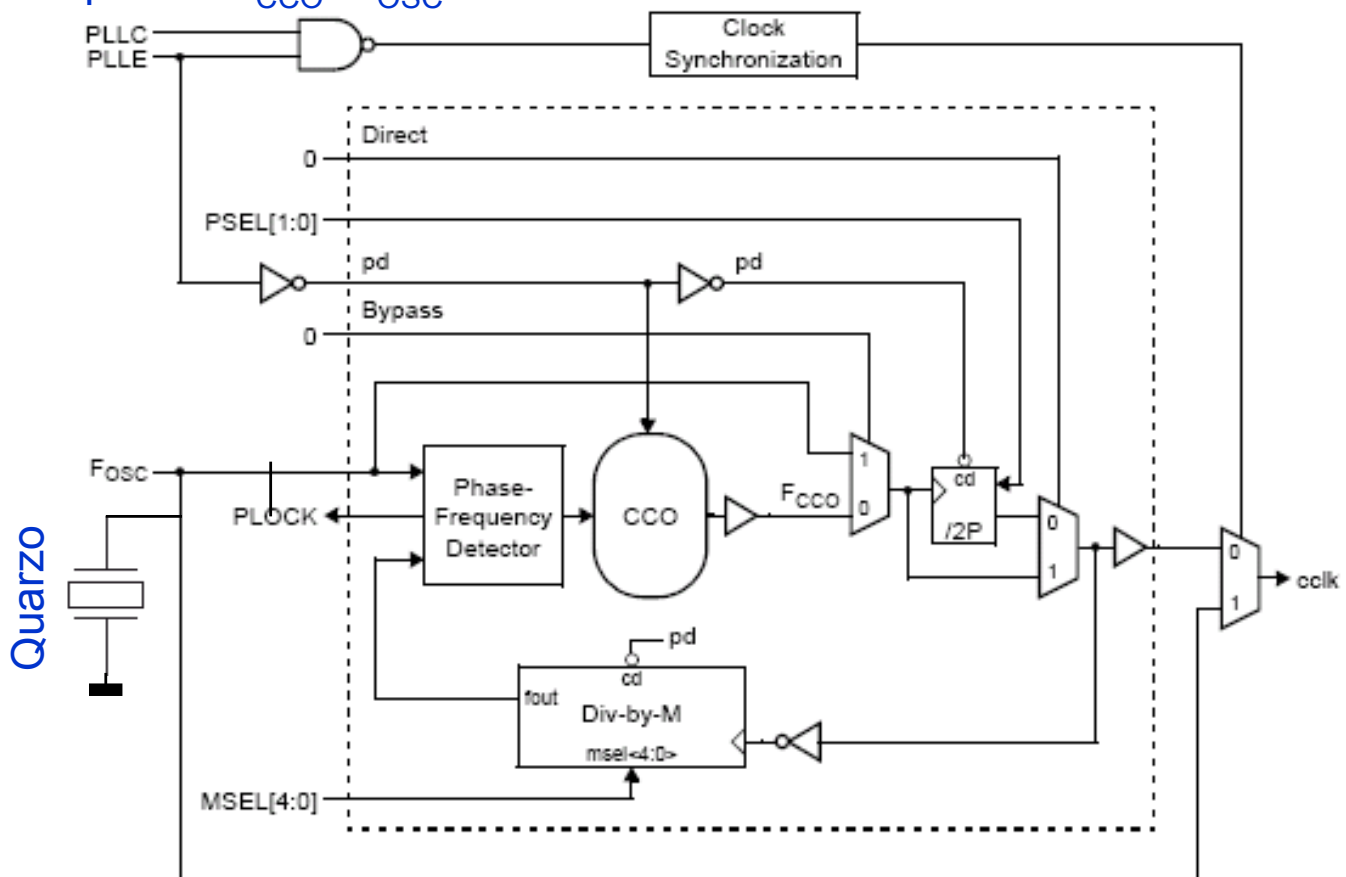 CCO OSC
PLLC
PLLE
Clock
Synchronization
Direct
0
PSEL[1:0]
pd
pd
Bypass
0
FOSC
PLOCK
Quarzo
Phase-
Frequency
Detector
CCO
FCCO
1
0
cd
/2P
0
1
0
1
cclk
pd
cd
fout
Div-by-M
msel<4:0>
MSEL[4:0]